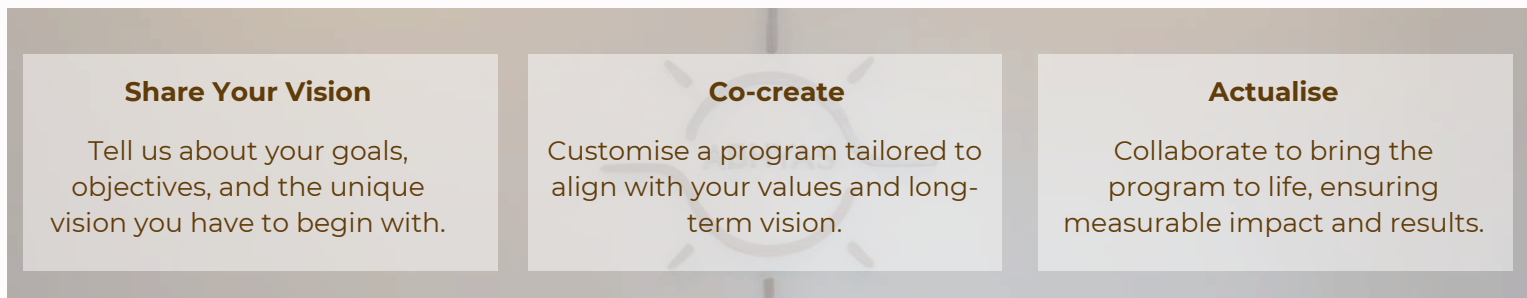 Share Your Vision
Tell us about your goals,
objectives, and the unique
vision you have to begin with.
Co-create
Customise a program tailored to
align with your values and long-
term vision.
Actualise
Collaborate to bring the
program to life, ensuring
measurable impact and results.